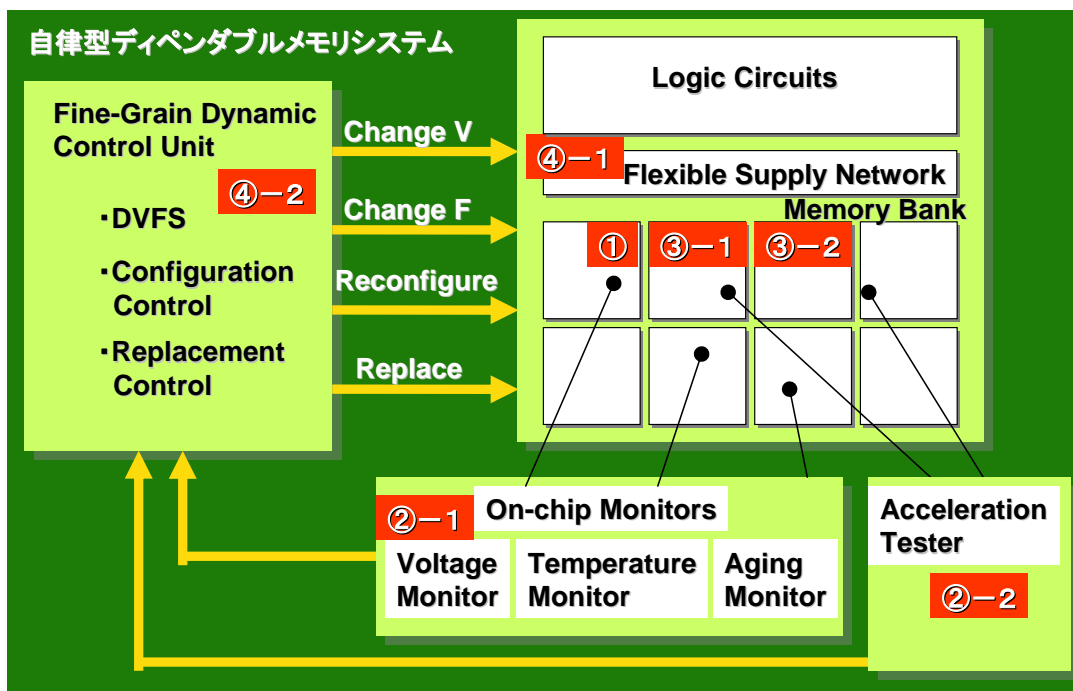 自律型ディペンダブルメモリシステム
Fine-Grain Dynamic
Control Unit
④－2
・DVFS
・Configuration
Control
・Replacement
Control
Change V
Change F
Reconfigure
Replace
Logic Circuits
④－1
Flexible Supply Network
Memory Bank
①
③－1
③－2
②－1
On-chip Monitors
Voltage
Monitor
Temperature
Monitor
Aging
Monitor
Acceleration
Tester
②－2